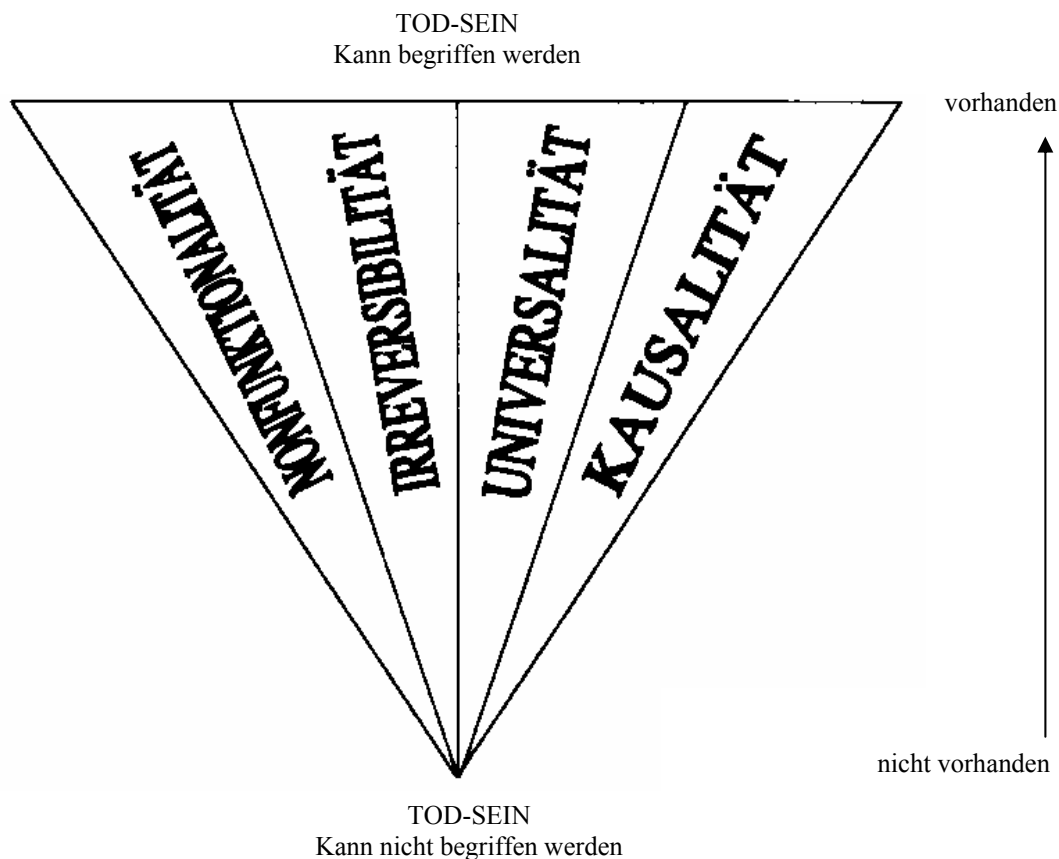 TOD-SEIN
Kann begriffen werden
vorhanden
NONFUNKTIONALITÄT
IRREVERSIBILITÄT
UNIVERSALITÄT
KAUSALITÄT
nicht vorhanden
TOD-SEIN
Kann nicht begriffen werden